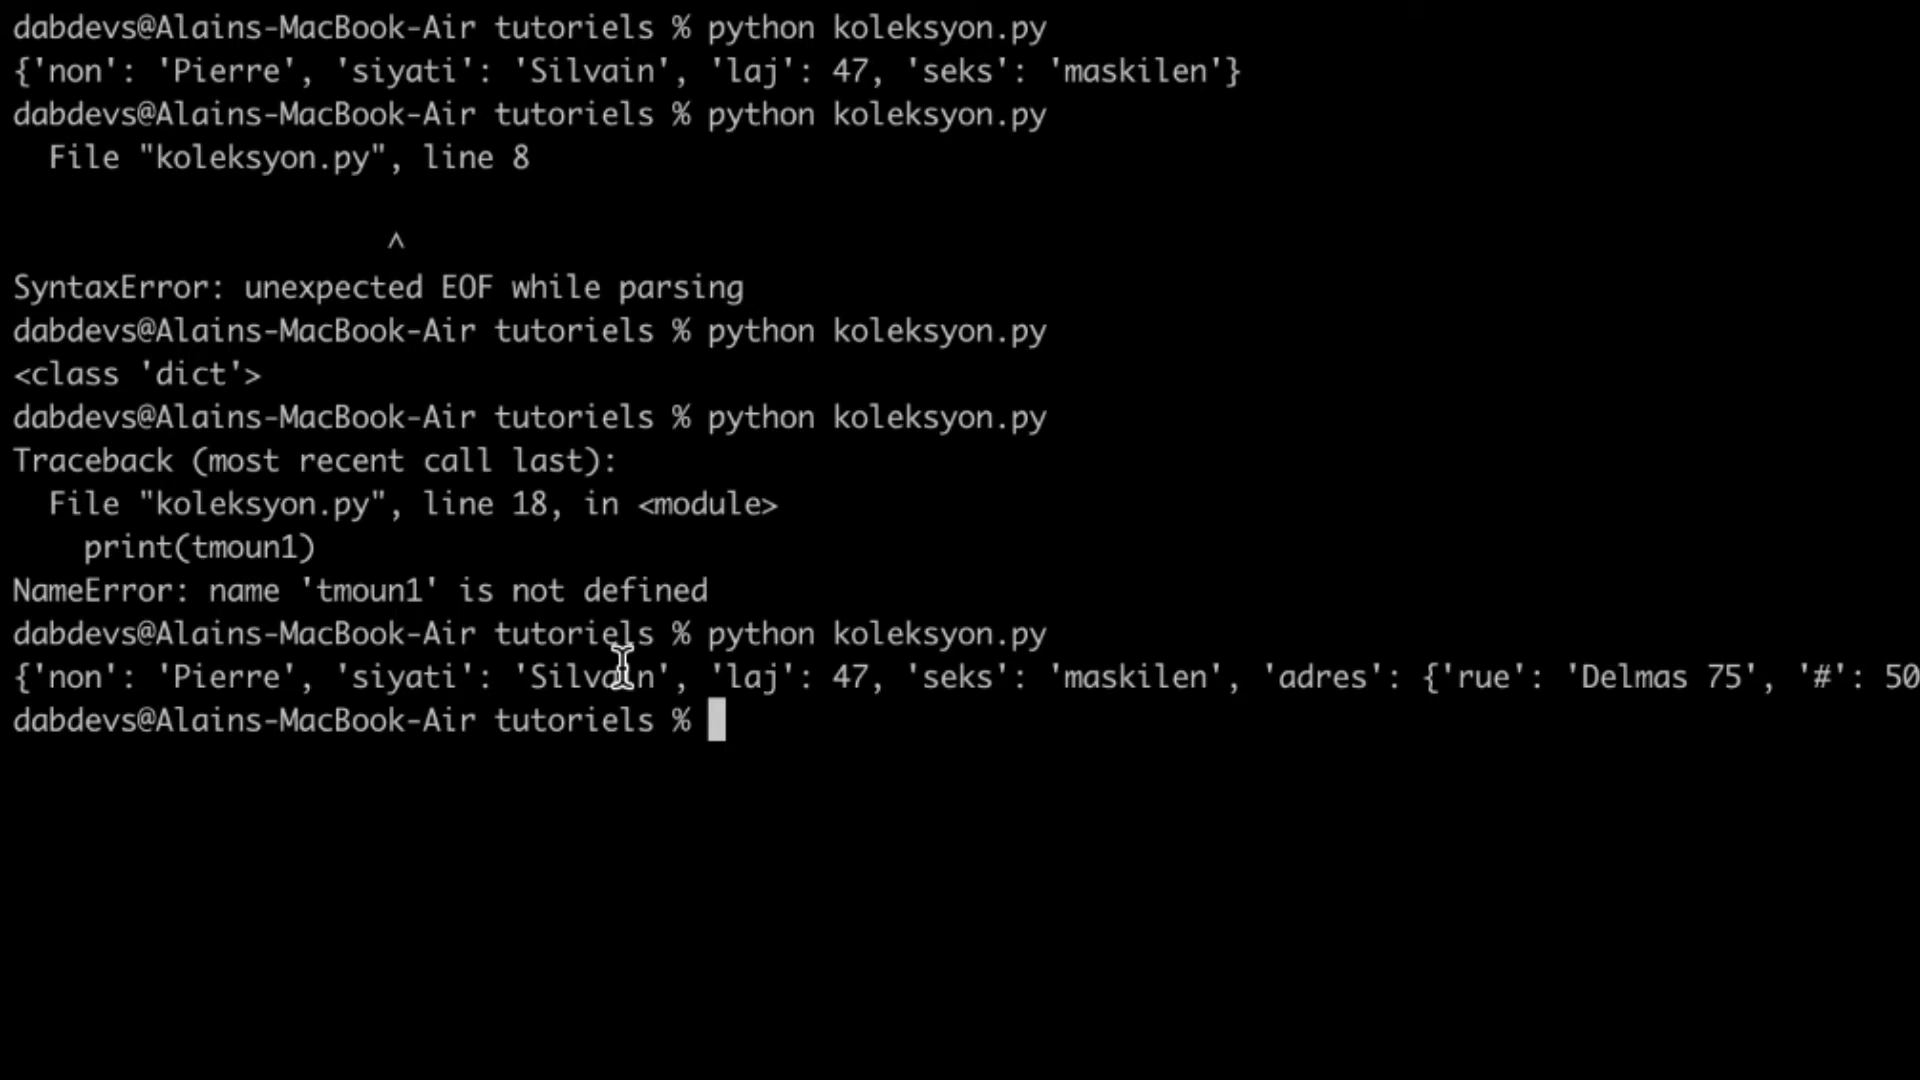 dabdevs@Alains-MacBook-Air tutoriels % python koleksyon.py
{'non': 'Pierre', 'siyati': 'Silvain', 'laj': 47, 'seks': 'maskilen'}
dabdevs@Alains-MacBook-Air tutoriels % python koleksyon.py
  File "koleksyon.py", line 8
                     ^
SyntaxError: unexpected EOF while parsing
dabdevs@Alains-MacBook-Air tutoriels % python koleksyon.py
<class 'dict'>
dabdevs@Alains-MacBook-Air tutoriels % python koleksyon.py
Traceback (most recent call last):
  File "koleksyon.py", line 18, in <module>
    print(tmoun1)
NameError: name 'tmoun1' is not defined
dabdevs@Alains-MacBook-Air tutoriels % python koleksyon.py
{'non': 'Pierre', 'siyati': 'Silvain', 'laj': 47, 'seks': 'maskilen', 'adres': {'rue': 'Delmas 75', '#': 50
dabdevs@Alains-MacBook-Air tutoriels %